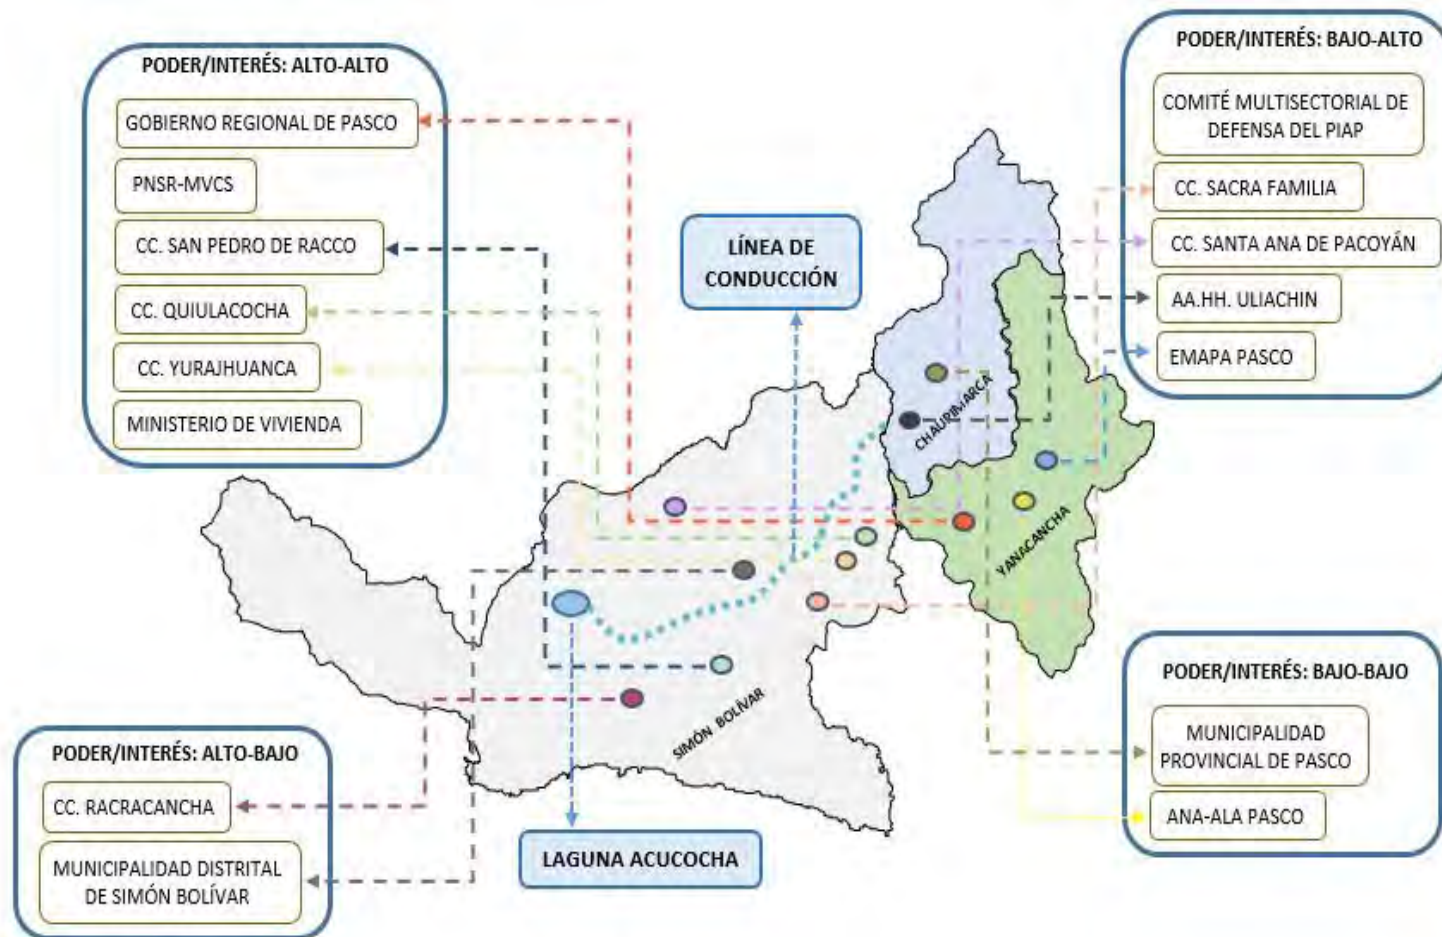 PODER/INTERÉS: ALTO-ALTO
GOBIERNO REGIONAL DE PASCO
PNSR-MVCS
CC. SAN PEDRO DE RACCO
CC. QUIULACOCHA
CC. YURAJHUANCA
MINISTERIO DE VIVIENDA
LÍNEA DE
CONDUCCIÓN
PODER/INTERÉS: BAJO-ALTO
COMITÉ MULTISECTORIAL DE
DEFENSA DEL PIAP
CC. SACRA FAMILIA
CC. SANTA ANA DE PACOYÁN
AA.HH. ULIACHIN
EMAPA PASCO
CHAURIMARCA
YANACANCHA
SIMÓN BOLÍVAR
PODER/INTERÉS: ALTO-BAJO
CC. RACRACANCHA
MUNICIPALIDAD DISTRITAL
DE SIMÓN BOLÍVAR
LAGUNA ACUCOCHA
PODER/INTERÉS: BAJO-BAJO
MUNICIPALIDAD
PROVINCIAL DE PASCO
ANA-ALA PASCO